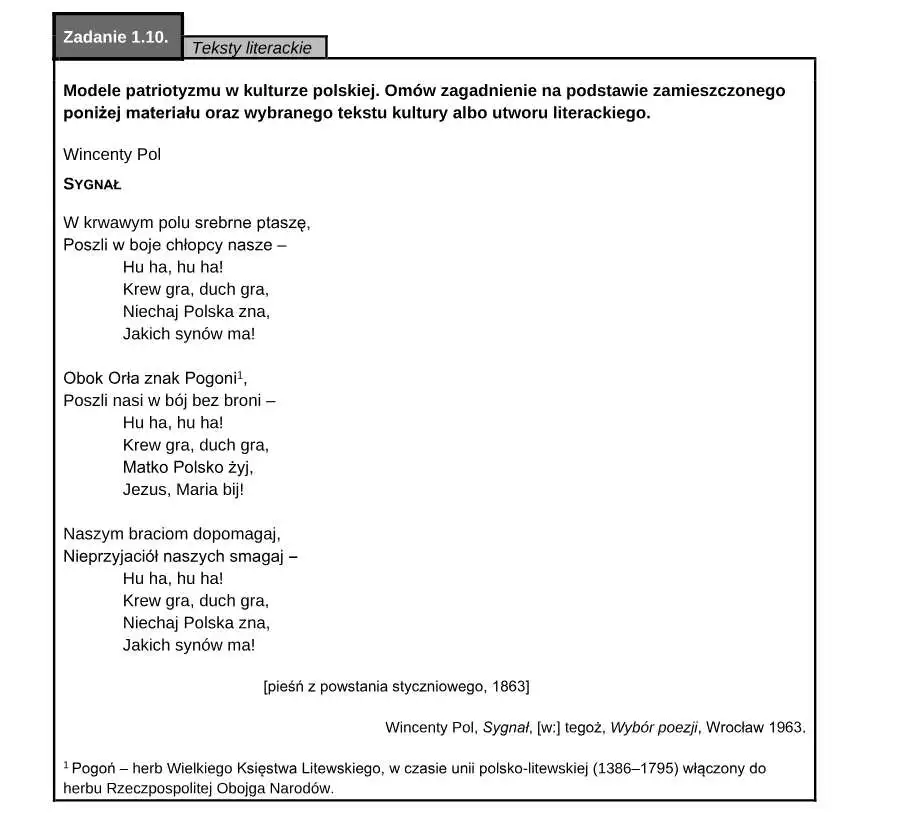 Zadanie 1.10.
Teksty literackie
Modele patriotyzmu w kulturze polskiej. Omów zagadnienie na podstawie zamieszczonego
poniżej materiału oraz wybranego tekstu kultury albo utworu literackiego.
Wincenty Pol
SYGNAŁ
W krwawym polu srebrne ptaszę,
Poszli w boje chłopcy nasze –
Hu ha, hu ha!
Krew gra, duch gra,
Niechaj Polska zna,
Jakich synów ma!
Obok Orła znak Pogoni¹,
Poszli nasi w bój bez broni –
Hu ha, hu ha!
Krew gra, duch gra,
Matko Polsko żyj,
Jezus, Maria bij!
Naszym braciom dopomagaj,
Nieprzyjaciół naszych smagaj –
Hu ha, hu ha!
Krew gra, duch gra,
Niechaj Polska zna,
Jakich synów ma!
[pieśń z powstania styczniowego, 1863]
Wincenty Pol, Sygnał, [w:] tegoż, Wybór poezji, Wrocław 1963.
¹ Pogoń – herb Wielkiego Księstwa Litewskiego, w czasie unii polsko-litewskiej (1386–1795) włączony do
herbu Rzeczpospolitej Obojga Narodów.